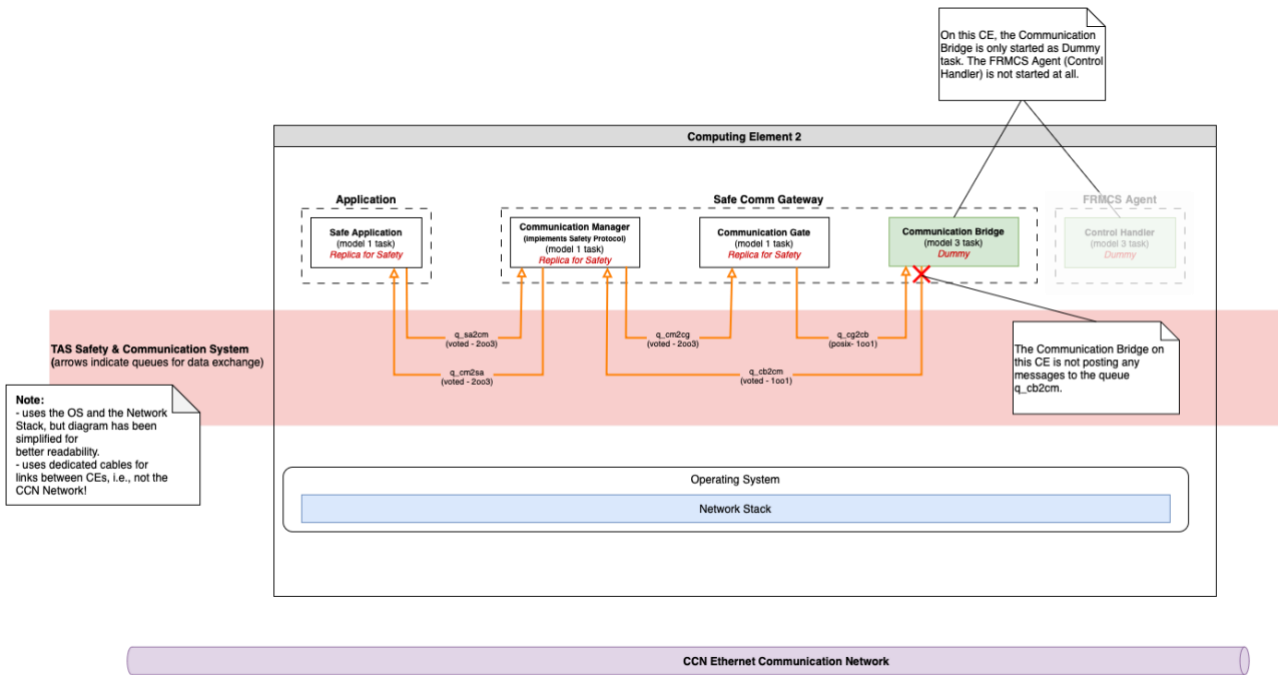 On this CE, the Communication
Bridge is only started as Dummy
task. The FRMCS Agent (Control
Handler) is not started at all.
Computing Element 2
Application
Safe Application
(model 1 task)
Replica for Safety
Safe Comm Gateway
Communication Manager
(implements Safety Protocol)
(model 1 task)
Replica for Safety
Communication Gate
(model 1 task)
Replica for Safety
Communication Bridge
(model 3 task)
Dummy
FRMCS Agent
Control Handler
(model 3 task)
Dummy
TAS Safety & Communication System
(arrows indicate queues for data exchange)
q_sa2cm
(voted - 2oo3)
q_cm2sa
(voted - 2oo3)
q_cm2cg
(voted - 2oo3)
q_cg2cb
(posix- 1oo1)
q_cb2cm
(voted - 1oo1)
The Communication Bridge on
this CE is not posting any
messages to the queue
q_cb2cm.
Note:
- uses the OS and the Network
Stack, but diagram has been
simplified for
better readability.
- uses dedicated cables for
links between CEs, i.e., not the
CCN Network!
Operating System
Network Stack
CCN Ethernet Communication Network